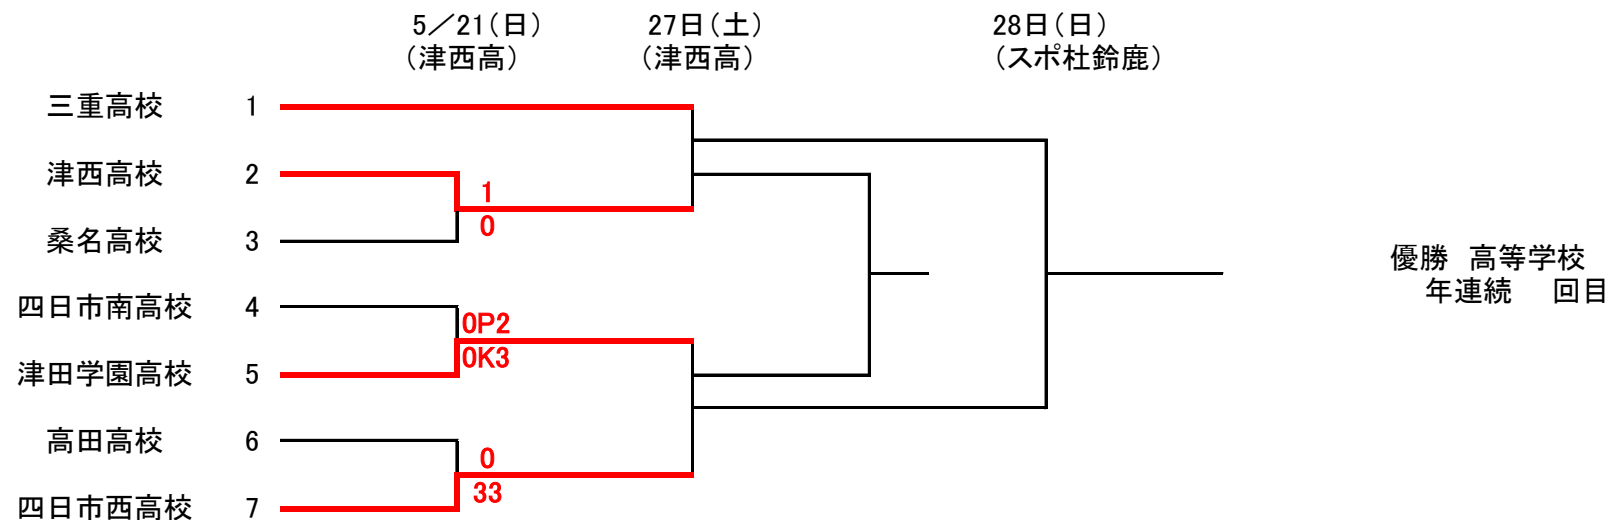 5／21(日) 27日(土) 28日(日)
(津西高) (津西高) (スポ杜鈴鹿)
三重高校 1
津西高校 2
1
0
桑名高校 3
優勝 高等学校
年連続 回目
四日市南高校 4
0P2
0K3
津田学園高校 5
高田高校 6
0
33
四日市西高校 7